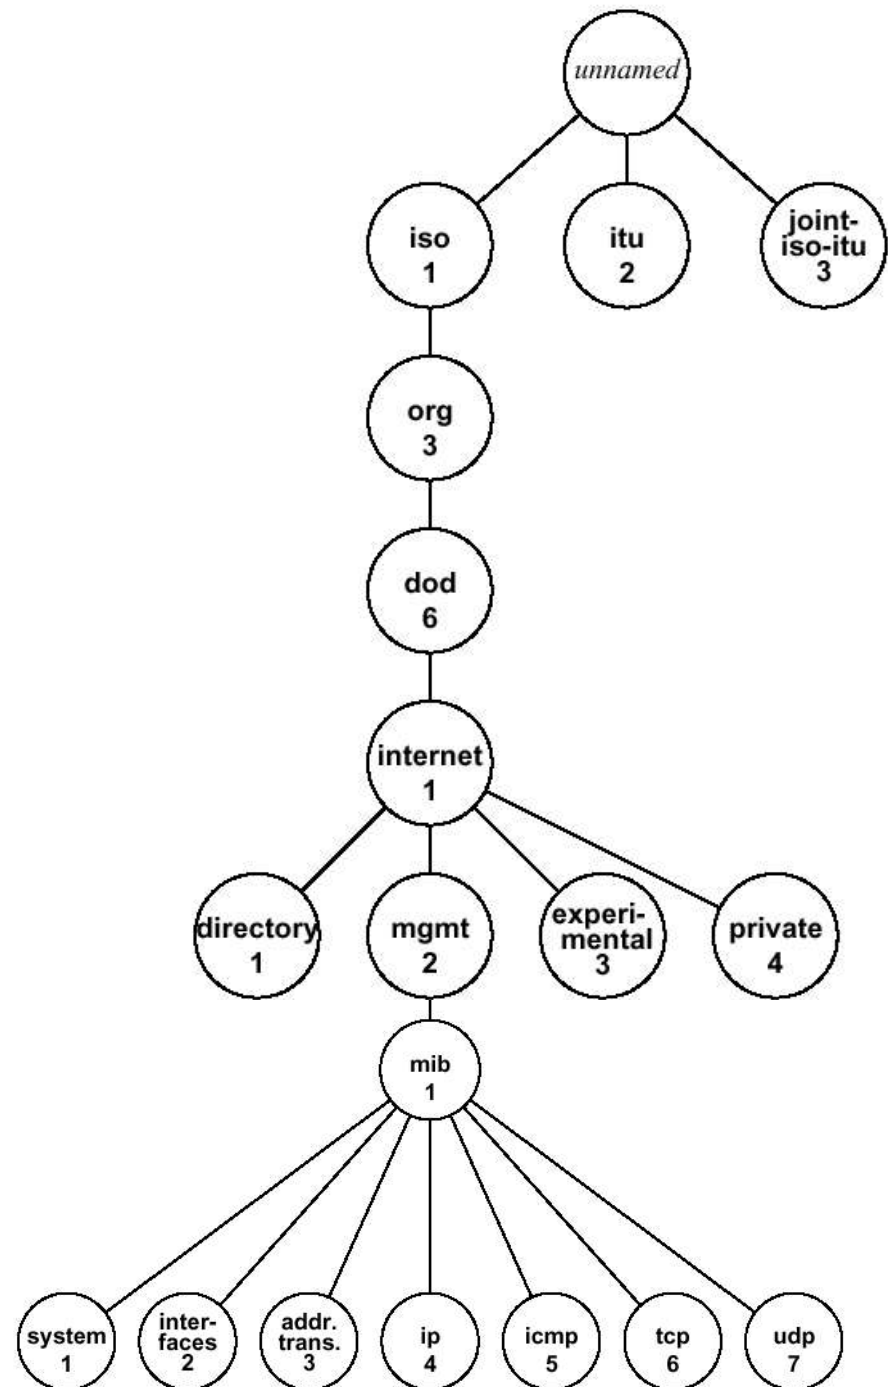 unnamed
iso
1
itu
2
joint-
iso-itu
3
org
3
dod
6
internet
1
directory
1
mgmt
2
experi-
mental
3
private
4
mib
1
system
1
inter-
faces
2
addr.
trans.
3
ip
4
icmp
5
tcp
6
udp
7